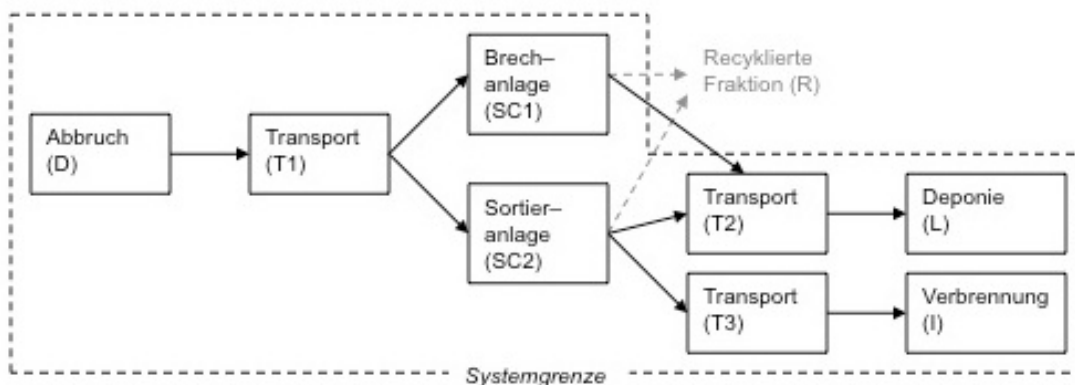 Abbruch
(D)
Transport
(T1)
Brech–
anlage
(SC1)
Sortier–
anlage
(SC2)
Recyklierte
Fraktion (R)
Transport
(T2)
Deponie
(L)
Transport
(T3)
Verbrennung
(I)
Systemgrenze